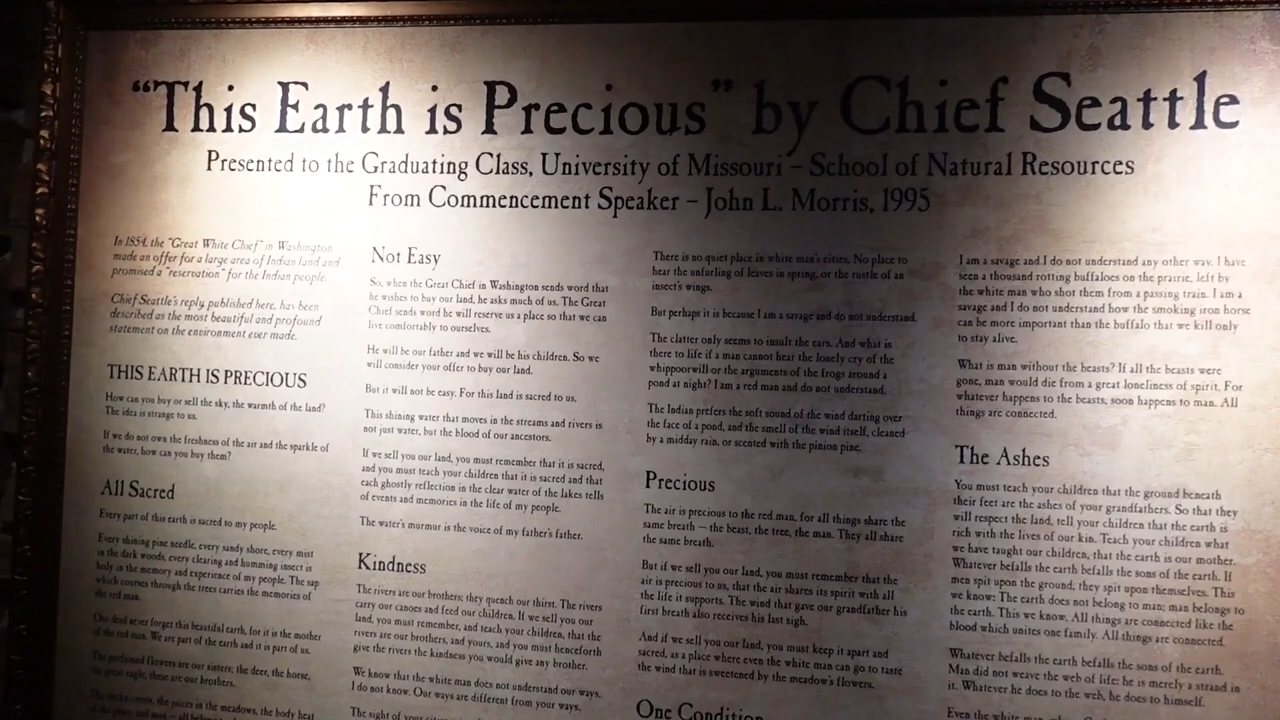 "This Earth is Precious" by Chief Seattle
Presented to the Graduating Class, University of Missouri – School of Natural Resources
From Commencement Speaker – John L. Morris, 1995
In 1854, the "Great White Chief" in Washington
made an offer for a large area of Indian land and
promised a "reservation" for the Indian people.
Chief Seattle's reply, published here, has been
described as the most beautiful and profound
statement on the environment ever made.
THIS EARTH IS PRECIOUS
How can you buy or sell the sky, the warmth of the land?
The idea is strange to us.
If we do not own the freshness of the air and the sparkle of
the water, how can you buy them?
All Sacred
Every part of this earth is sacred to my people.
Every shining pine needle, every sandy shore, every mist
in the dark woods, every clearing and humming insect is
holy in the memory and experience of my people. The sap
which courses through the trees carries the memories of
the red man.
Our dead never forget this beautiful earth, for it is the mother
of the red man. We are part of the earth and it is part of us.
The perfumed flowers are our sisters; the deer, the horse,
the great eagle, these are our brothers.
The rocky crests, the juices in the meadows, the body heat
Not Easy
So, when the Great Chief in Washington sends word that
he wishes to buy our land, he asks much of us. The Great
Chief sends word he will reserve us a place so that we can
live comfortably to ourselves.
He will be our father and we will be his children. So we
will consider your offer to buy our land.
But it will not be easy. For this land is sacred to us.
This shining water that moves in the streams and rivers is
not just water, but the blood of our ancestors.
If we sell you our land, you must remember that it is sacred,
and you must teach your children that it is sacred and that
each ghostly reflection in the clear water of the lakes tells
of events and memories in the life of my people.
The water's murmur is the voice of my father's father.
Kindness
The rivers are our brothers; they quench our thirst. The rivers
carry our canoes and feed our children. If we sell you our
land, you must remember, and teach your children, that the
rivers are our brothers, and yours, and you must henceforth
give the rivers the kindness you would give any brother.
We know that the white man does not understand our ways.
I do not know. Our ways are different from your ways.
The sight of your
There is no quiet place in white man's cities. No place to
hear the unfurling of leaves in spring, or the rustle of an
insect's wings.
But perhaps it is because I am a savage and do not understand.
The clatter only seems to insult the ears. And what is
there to life if a man cannot hear the lonely cry of the
whippoorwill or the arguments of the frogs around a
pond at night? I am a red man and do not understand.
The Indian prefers the soft sound of the wind darting over
the face of a pond, and the smell of the wind itself, cleaned
by a midday rain, or scented with the pinion pine.
Precious
The air is precious to the red man, for all things share the
same breath – the beast, the tree, the man. They all share
the same breath.
But if we sell you our land, you must remember that the
air is precious to us, that the air shares its spirit with all
the life it supports. The wind that gave our grandfather his
first breath also receives his last sigh.
And if we sell you our land, you must keep it apart and
sacred, as a place where even the white man can go to taste
the wind that is sweetened by the meadow's flowers.
One Condition
I am a savage and I do not understand any other way. I have
seen a thousand rotting buffaloes on the prairie, left by
the white man who shot them from a passing train. I am a
savage and I do not understand how the smoking iron horse
can be more important than the buffalo that we kill only
to stay alive.
What is man without the beasts? If all the beasts were
gone, man would die from a great loneliness of spirit. For
whatever happens to the beasts, soon happens to man. All
things are connected.
The Ashes
You must teach your children that the ground beneath
their feet are the ashes of your grandfathers. So that they
will respect the land, tell your children that the earth is
rich with the lives of our kin. Teach your children what
we have taught our children, that the earth is our mother.
Whatever befalls the earth befalls the sons of the earth. If
men spit upon the ground, they spit upon themselves. This
we know: The earth does not belong to man; man belongs to
the earth. This we know. All things are connected like the
blood which unites one family. All things are connected.
Whatever befalls the earth befalls the sons of the earth.
Man did not weave the web of life: he is merely a strand in
it. Whatever he does to the web, he does to himself.
Even the white man